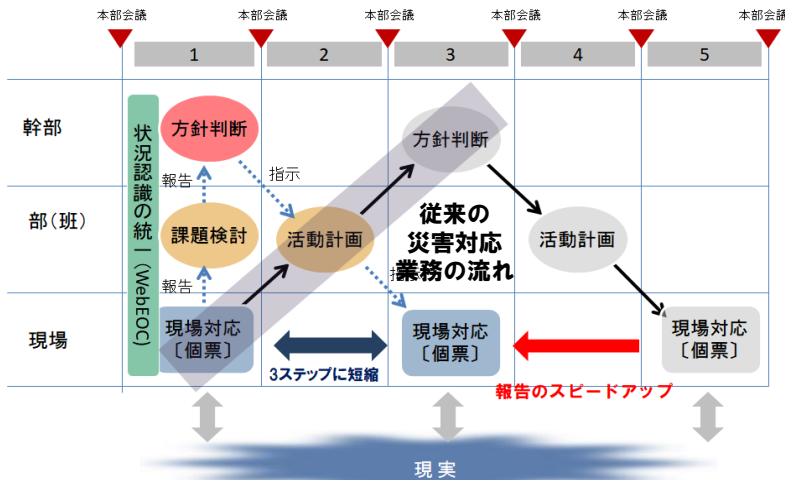 本部会議
本部会議
本部会議
本部会議
本部会議
本部会議
1
2
3
4
5
幹部
方針判断
方針判断
状況認識の統一（WebEOC）
報告
指示
部（班）
課題検討
活動計画
従来の
災害対応
業務の流れ
活動計画
報告
指示
現場
現場対応
〔個票〕
現場対応
〔個票〕
現場対応
〔個票〕
3ステップに短縮
報告のスピードアップ
現実